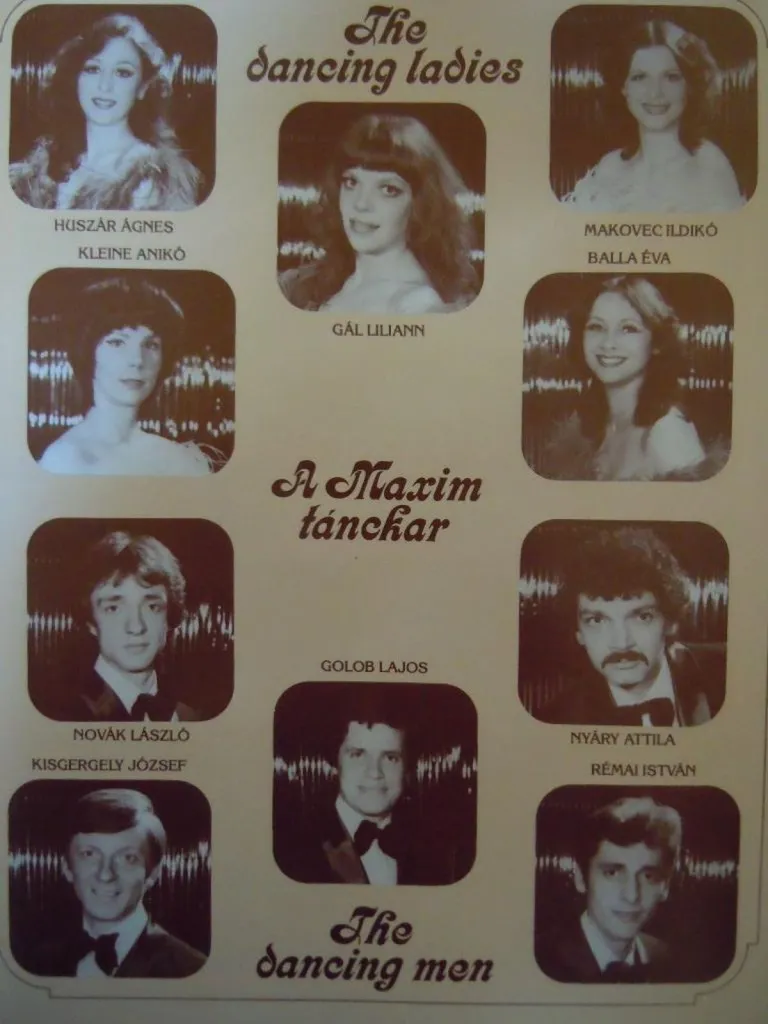 The
dancing ladies
HUSZÁR ÁGNES
MAKOVEC ILDIKÓ
KLEINE ANIKÓ
BALLA ÉVA
GÁL LILIANN
A Maxim
tánckar
GOLOB LAJOS
NOVÁK LÁSZLÓ
NYÁRY ATTILA
KISGERGELY JÓZSEF
RÉMAI ISTVÁN
The
dancing men